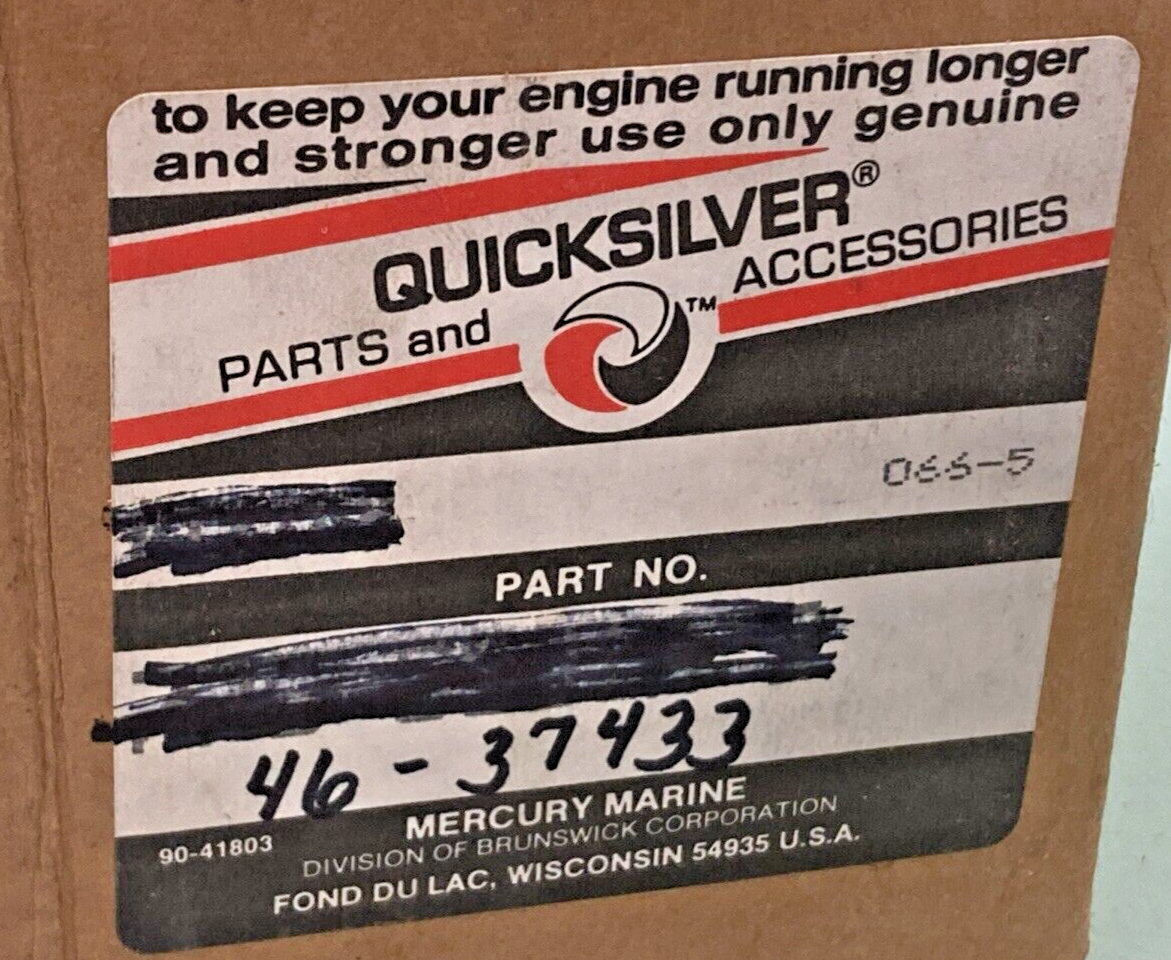 to keep your engine running longer
and stronger use only genuine
QUICKSILVER®
PARTS and ACCESSORIES
TM
066-5
PART NO.
46-37433
MERCURY MARINE
90-41803
DIVISION OF BRUNSWICK CORPORATION
FOND DU LAC, WISCONSIN 54935 U.S.A.